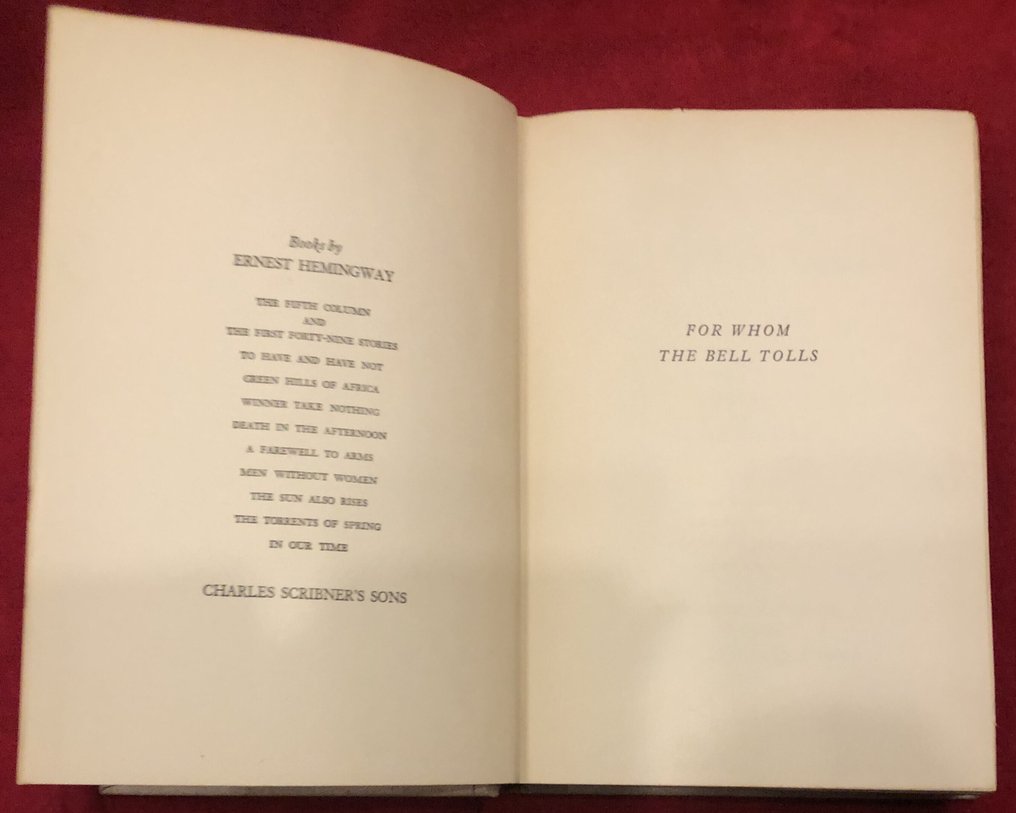 Books by
ERNEST HEMINGWAY
THE FIFTH COLUMN
AND
THE FIRST FORTY-NINE STORIES
TO HAVE AND HAVE NOT
GREEN HILLS OF AFRICA
WINNER TAKE NOTHING
DEATH IN THE AFTERNOON
A FAREWELL TO ARMS
MEN WITHOUT WOMEN
THE SUN ALSO RISES
THE TORRENTS OF SPRING
IN OUR TIME
CHARLES SCRIBNER'S SONS
FOR WHOM
THE BELL TOLLS